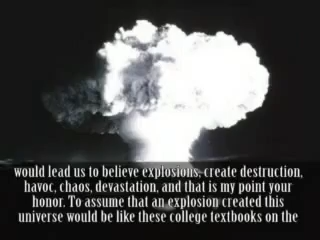 would lead us to believe explosions, create destruction,
havoc, chaos, devastation, and that is my point your
honor. To assume that an explosion created this
universe would be like these college textbooks on the